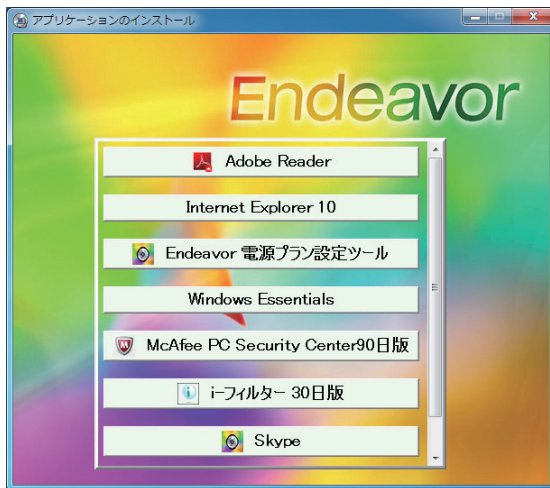 アプリケーションのインストール
Endeavor
Adobe Reader
Internet Explorer 10
Endeavor 電源プラン設定ツール
Windows Essentials
McAfee PC Security Center90日版
i-フィルター 30日版
Skype